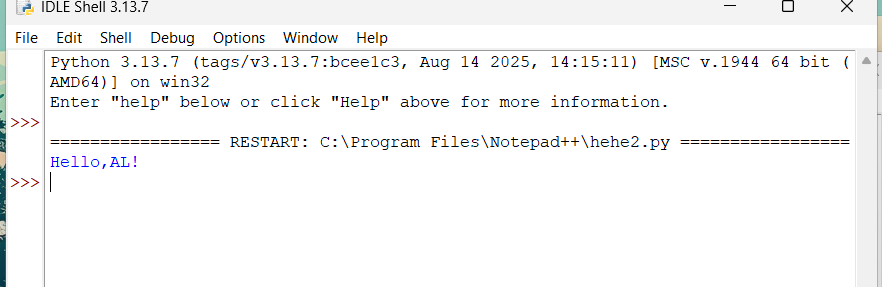 IDLE Shell 3.13.7
File Edit Shell Debug Options Window Help
Python 3.13.7 (tags/v3.13.7:bcee1c3, Aug 14 2025, 14:15:11) [MSC v.1944 64 bit (
AMD64)] on win32
Enter "help" below or click "Help" above for more information.
>>>
================= RESTART: C:\Program Files\Notepad++\hehe2.py =================
Hello,AL!
>>>